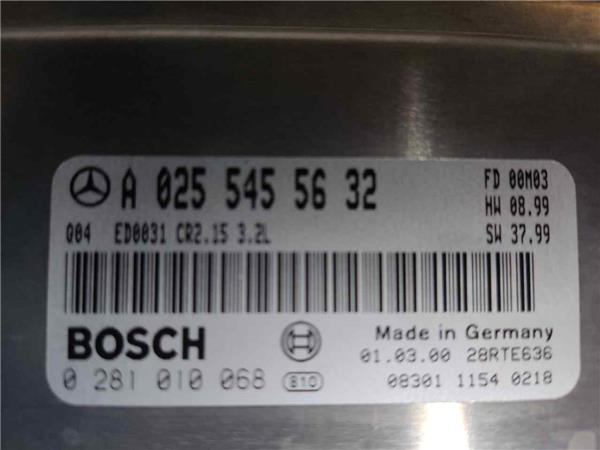 A 025 545 56 32
FD 00M03
HW 08.99
Q04 ED0031 CR2.15 3.2L
SW 37.99
BOSCH
Made in Germany
01.03.00 28RTE636
0 281 010 068 810
08301 1154 0218